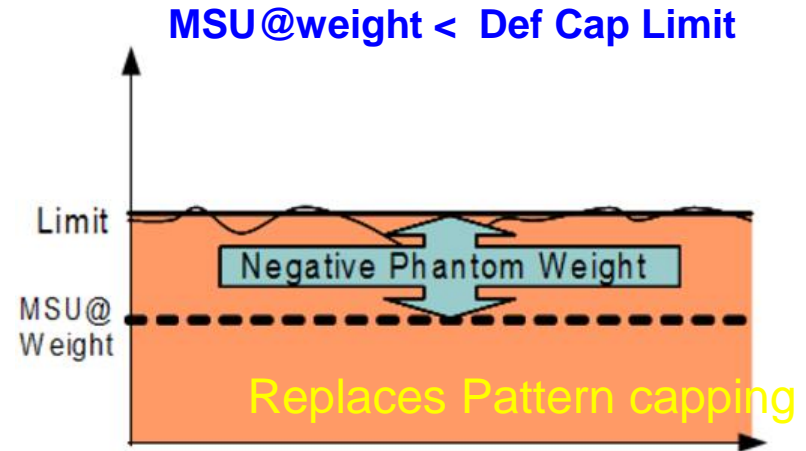 MSU@weight < Def Cap Limit
Limit
Negative Phantom Weight
MSU@
Weight
Replaces Pattern capping